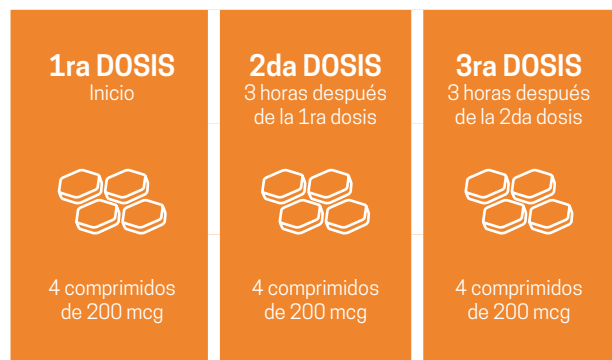 1ra DOSIS
Inicio
4 comprimidos
de 200 mcg
2da DOSIS
3 horas después
de la 1ra dosis
4 comprimidos
de 200 mcg
3ra DOSIS
3 horas después
de la 2da dosis
4 comprimidos
de 200 mcg